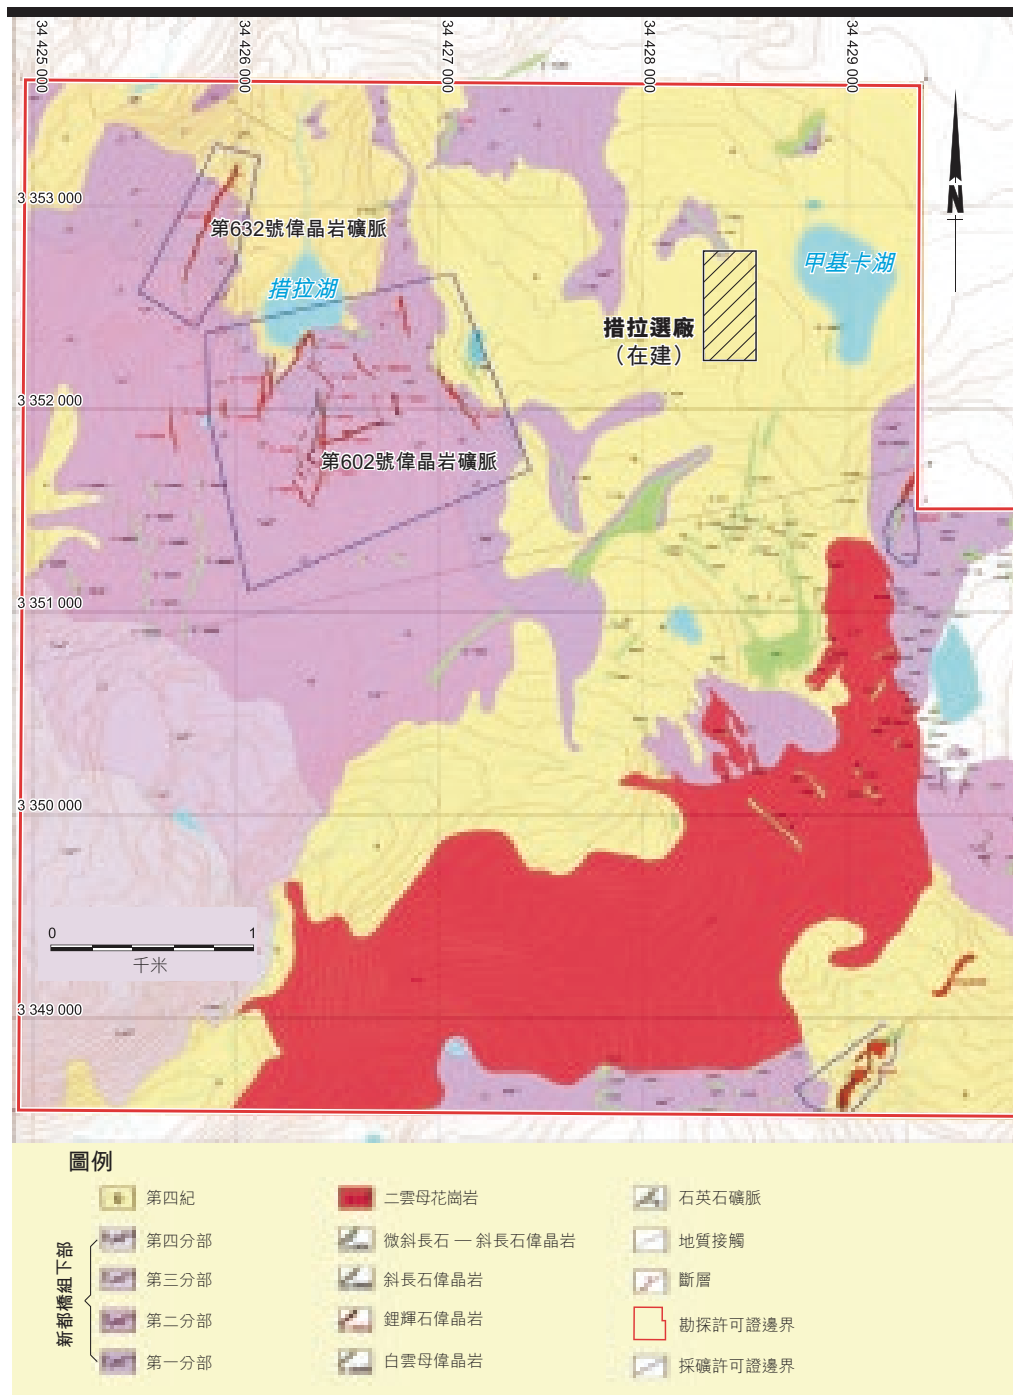 34 425 000
34 426 000
34 427 000
34 428 000
34 429 000
N
3 353 000
第632號偉晶岩礦脈
措拉湖
甲基卡湖
措拉選廠
（在建）
3 352 000
第602號偉晶岩礦脈
3 351 000
3 350 000
0 1
千米
3 349 000
圖例
新都橋組下部
第四紀
第四分部
第三分部
第二分部
第一分部
二雲母花崗岩
微斜長石 — 斜長石偉晶岩
斜長石偉晶岩
鋰輝石偉晶岩
白雲母偉晶岩
石英石礦脈
地質接觸
斷層
勘探許可證邊界
採礦許可證邊界